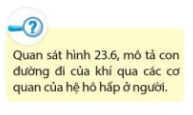 Quan sát hình 23.6, mô tả con
đường đi của khí qua các cơ
quan của hệ hô hấp ở người.